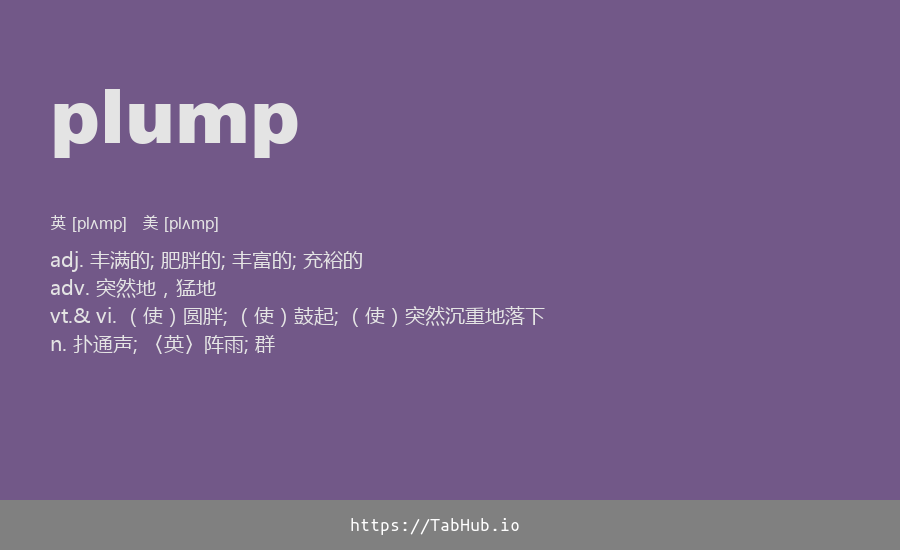 plump
英 [plʌmp] 美 [plʌmp]
adj. 丰满的; 肥胖的; 丰富的; 充裕的
adv. 突然地，猛地
vt.& vi. （使）圆胖; （使）鼓起; （使）突然沉重地落下
n. 扑通声; 〈英〉阵雨; 群
https://TabHub.io